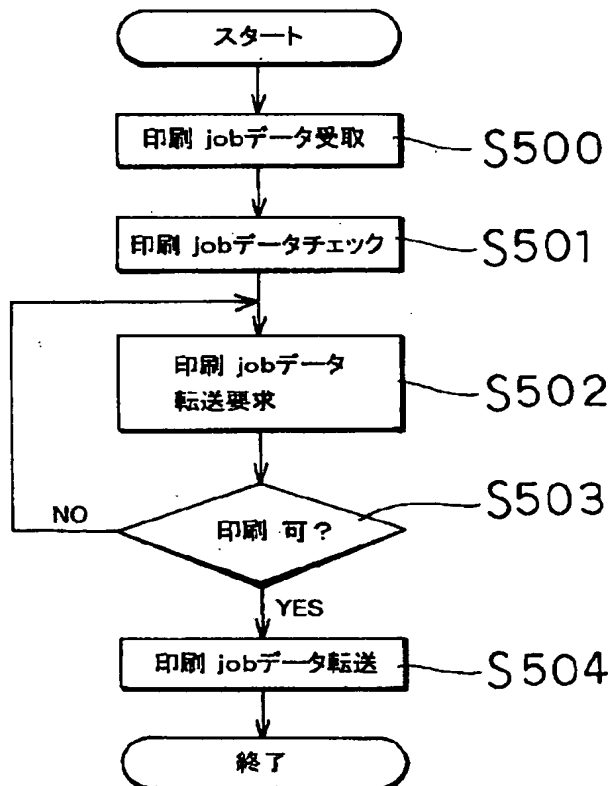 スタート
印刷 jobデータ受取
S500
印刷 jobデータチェック
S501
印刷 jobデータ
転送要求
S502
印刷 可?
S503
NO
YES
印刷 jobデータ転送
S504
終了